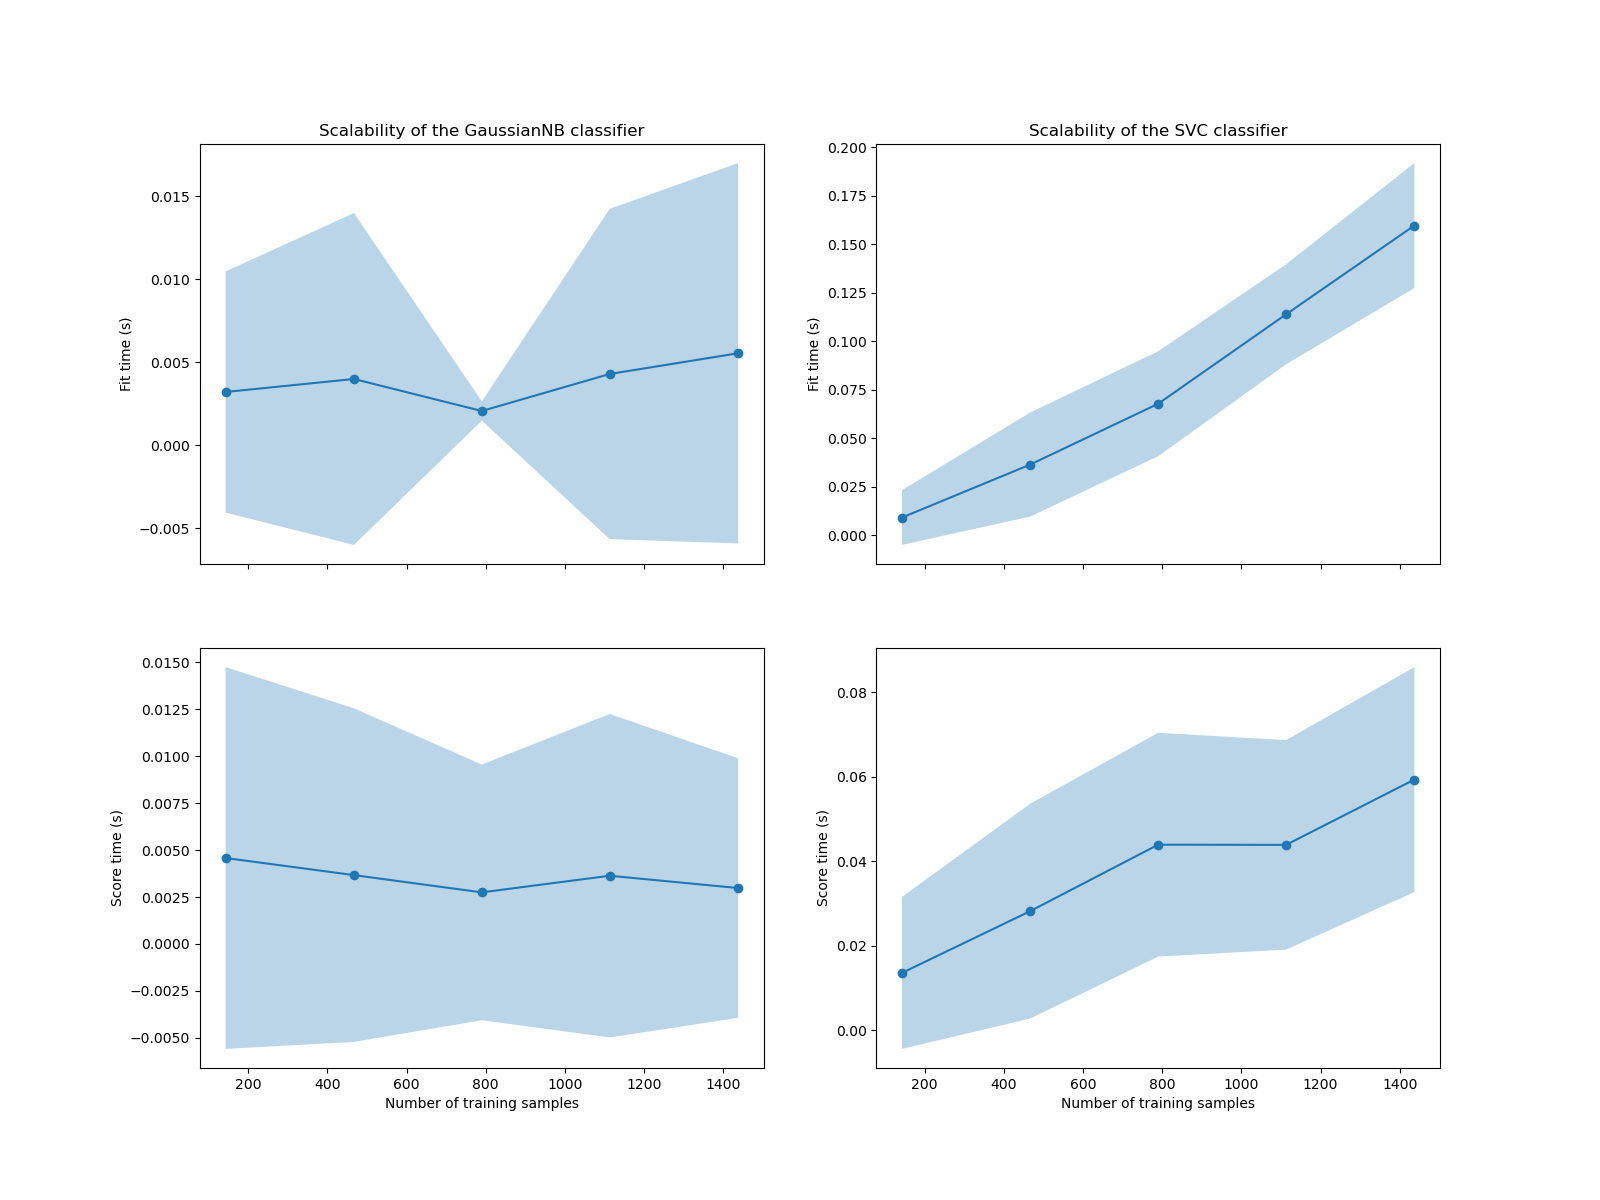 Scalability of the GaussianNB classifier
Fit time (s)
0.015
0.010
0.005
0.000
−0.005
Scalability of the SVC classifier
Fit time (s)
0.200
0.175
0.150
0.125
0.100
0.075
0.050
0.025
0.000
Score time (s)
0.0150
0.0125
0.0100
0.0075
0.0050
0.0025
0.0000
−0.0025
−0.0050
200 400 600 800 1000 1200 1400
Number of training samples
Score time (s)
0.08
0.06
0.04
0.02
0.00
200 400 600 800 1000 1200 1400
Number of training samples